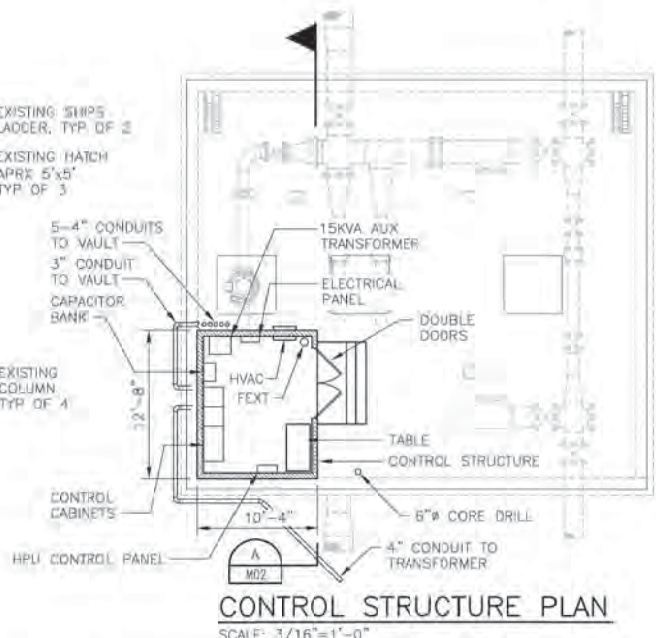 EXISTING SHIPS
LADDER, TYP OF 2
EXISTING HATCH
APRX 5'x5'
TYP OF 3
5-4" CONDUITS
TO VAULT
3" CONDUIT
TO VAULT
CAPACITOR
BANK
15KVA AUX
TRANSFORMER
ELECTRICAL
PANEL
DOUBLE
DOORS
HVAC
FEXT
EXISTING
COLUMN
TYP OF 4
12'-8"
TABLE
CONTROL STRUCTURE
CONTROL
CABINETS
10'-4"
6"ø CORE DRILL
HPU CONTROL PANEL
4" CONDUIT TO
TRANSFORMER
A
M02
CONTROL STRUCTURE PLAN
SCALE: 3/16"=1'-0"